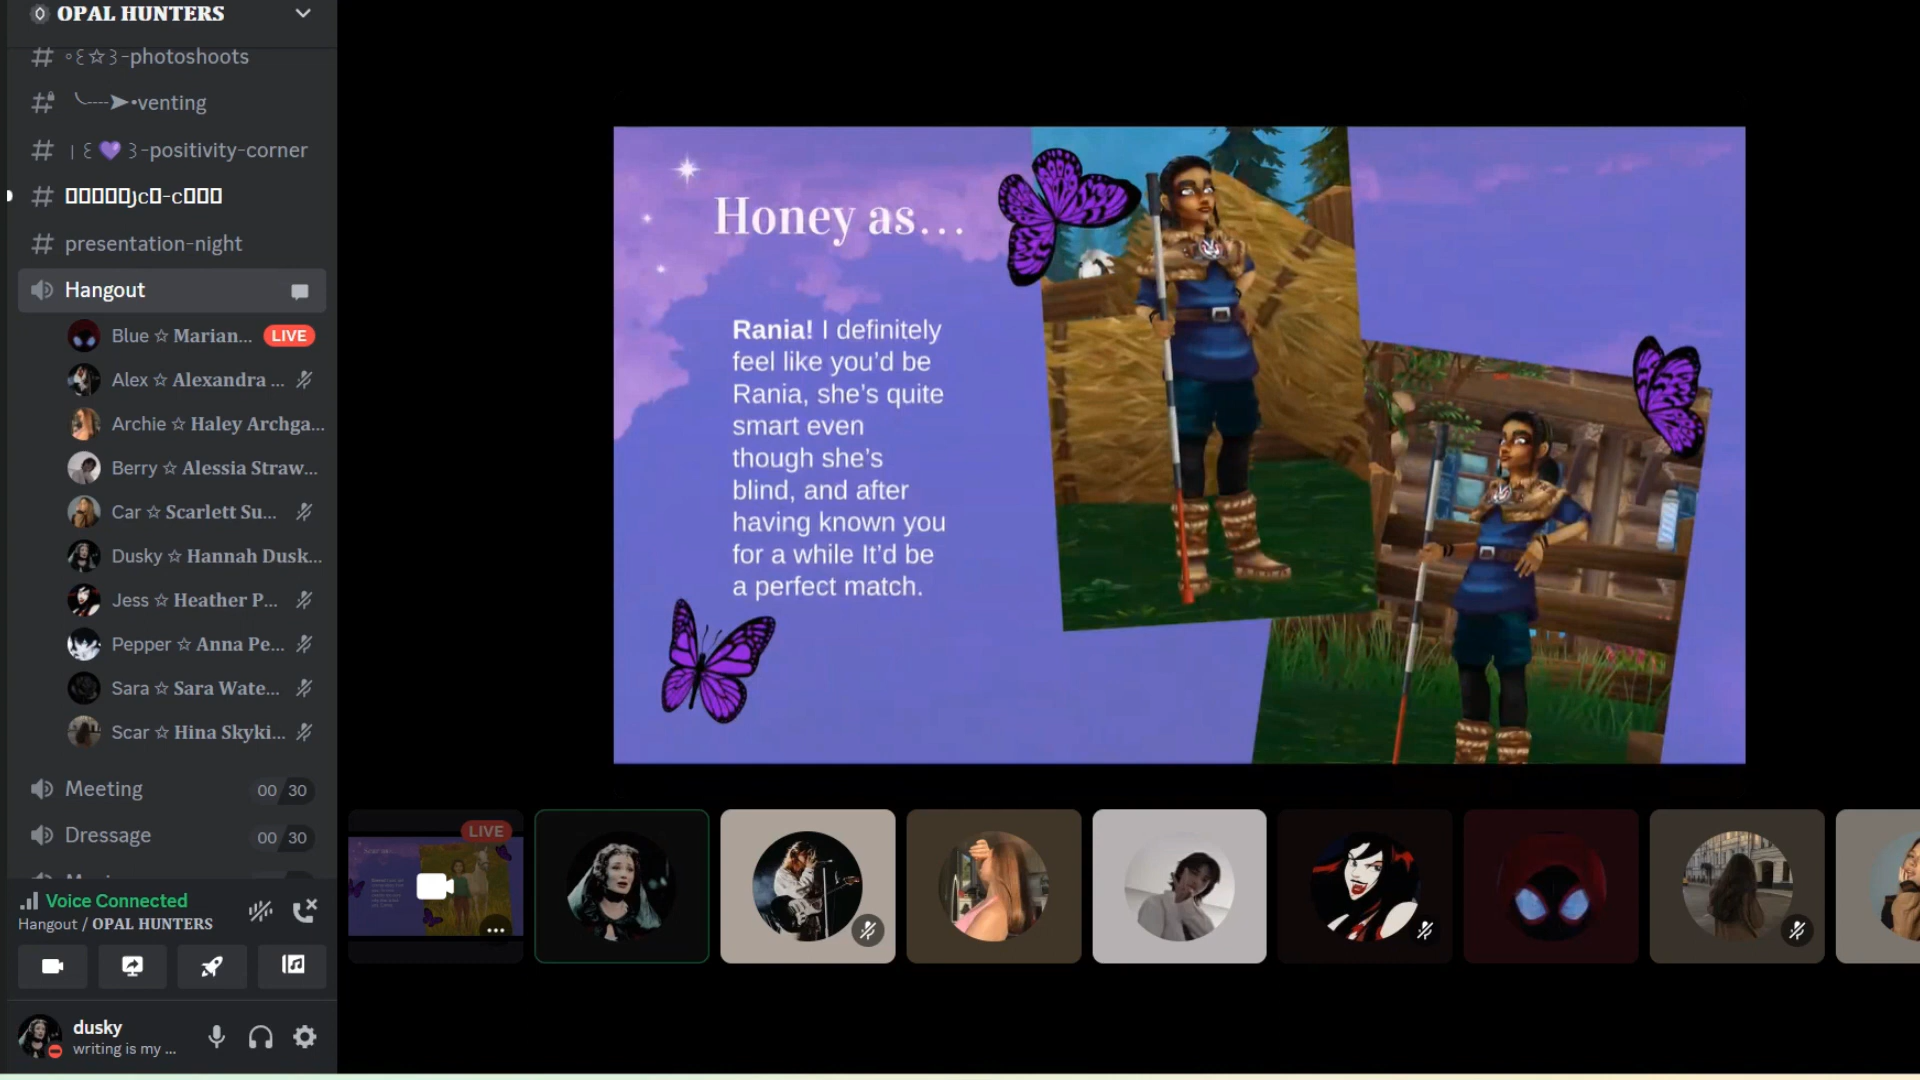 OPAL HUNTERS
◦꒰☆꒱-photoshoots
╰┈➤•venting
|꒰💜꒱-positivity-corner
presentation-night
Hangout
Blue ☆ Marian... LIVE
Alex ☆ Alexandra ...
Archie ☆ Haley Archga...
Berry ☆ Alessia Straw...
Car ☆ Scarlett Su...
Dusky ☆ Hannah Dusk...
Jess ☆ Heather P...
Pepper ☆ Anna Pe...
Sara ☆ Sara Wate...
Scar ☆ Hina Skyki...
Meeting 00 30
Dressage 00 30
Voice Connected
Hangout / OPAL HUNTERS
dusky
writing is my ...
Honey as...
Rania! I definitely
feel like you'd be
Rania, she's quite
smart even
though she's
blind, and after
having known you
for a while It'd be
a perfect match.
LIVE